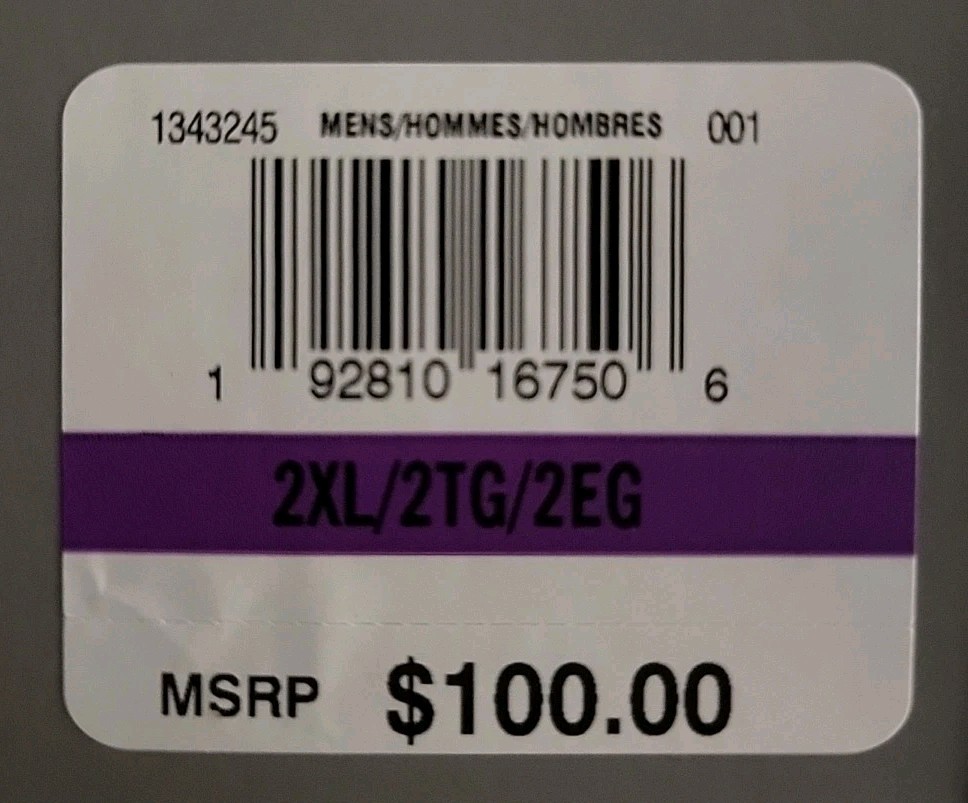 1343245 MENS/HOMMES/HOMBRES 001
1 92810 16750 6
2XL/2TG/2EG
MSRP $100.00